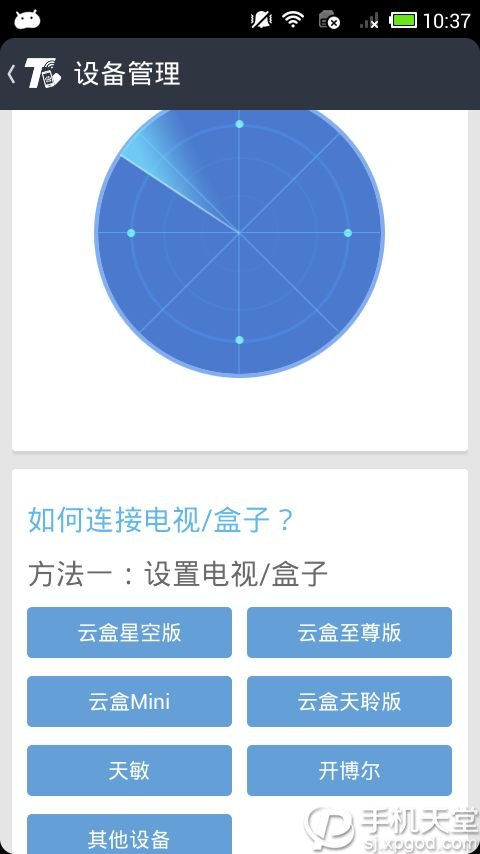 10:37
设备管理
如何连接电视/盒子？
方法一：设置电视/盒子
云盒星空版
云盒至尊版
云盒Mini
云盒天聆版
天敏
开博尔
其他设备
手机天堂
sj.xpgod.com